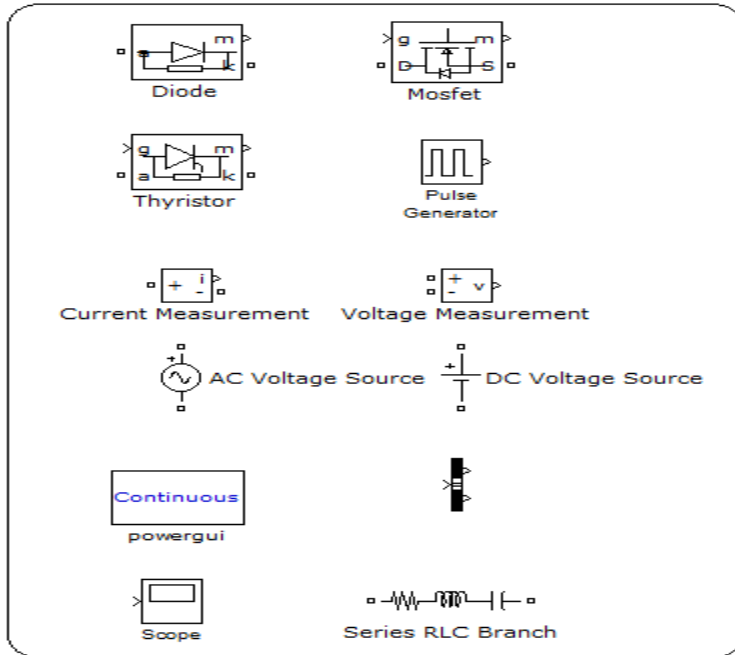 m
a
k
Diode
g
m
D
S
Mosfet
g
m
a
k
Thyristor
Pulse
Generator
+
i
-
Current Measurement
+
-
v
Voltage Measurement
+
AC Voltage Source
+
DC Voltage Source
Continuous
powergui
Scope
Series RLC Branch